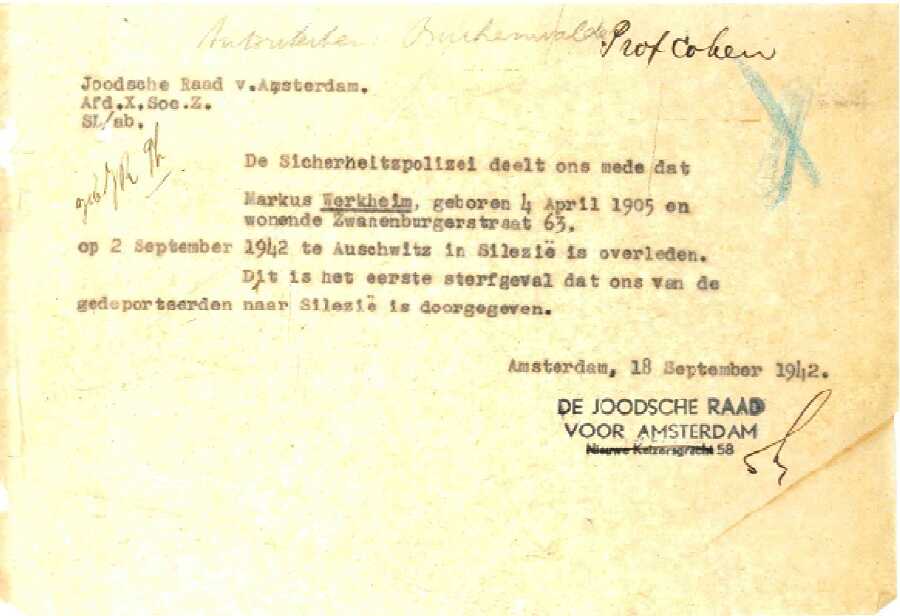 Autoriteiten Buchenwalde
Prof Cohen
Joodsche Raad v.Amsterdam.
Afd.X.Soc.Z.
SL/ab.
De Sicherheitzpolizei deelt ons mede dat
Markus Werkheim, geboren 4 April 1905 en
wonende Zwanenburgerstraat 63.
op 2 September 1942 te Auschwitz in Silezië is overleden.
Dit is het eerste sterfgeval dat ons van de
gedeporteerden naar Silezië is doorgegeven.
Amsterdam, 18 September 1942.
DE JOODSCHE RAAD
VOOR AMSTERDAM
Nieuwe Keizersgracht 58